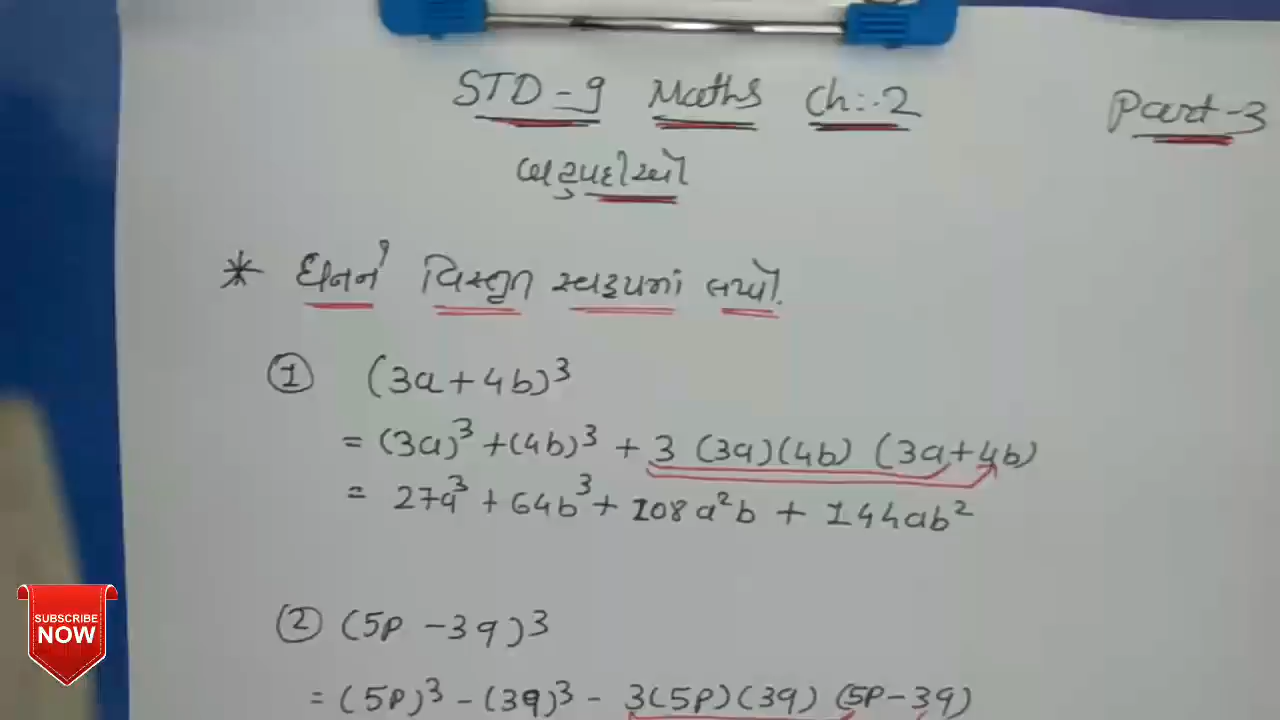 STD-9 Maths Ch:-2
Part-3
બહુપદીઓ
* ઘનને વિસ્તૃત સ્વરૂપમાં લખો.
① (3a+4b)³
= (3a)³ +(4b)³ + 3 (3a)(4b) (3a+4b)
= 27a³ + 64b³ + 108a²b + 144ab²
② (5p -3q)³
= (5p)³ - (3q)³ - 3(5p)(3q) (5p-3q)
SUBSCRIBE
NOW